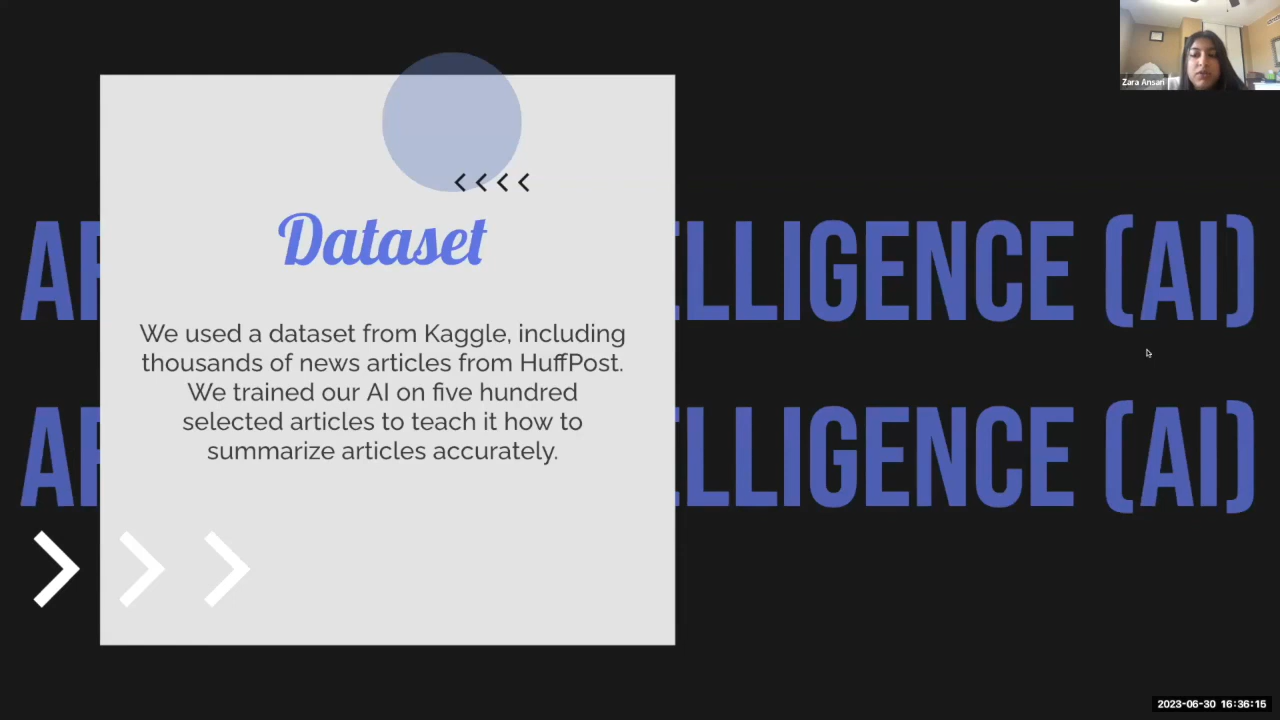 Zara Ansari
Dataset
ELLIGENCE (AI)
We used a dataset from Kaggle, including
thousands of news articles from HuffPost.
We trained our AI on five hundred
selected articles to teach it how to
summarize articles accurately.
ELLIGENCE (AI)
2023-06-30 16:36:15